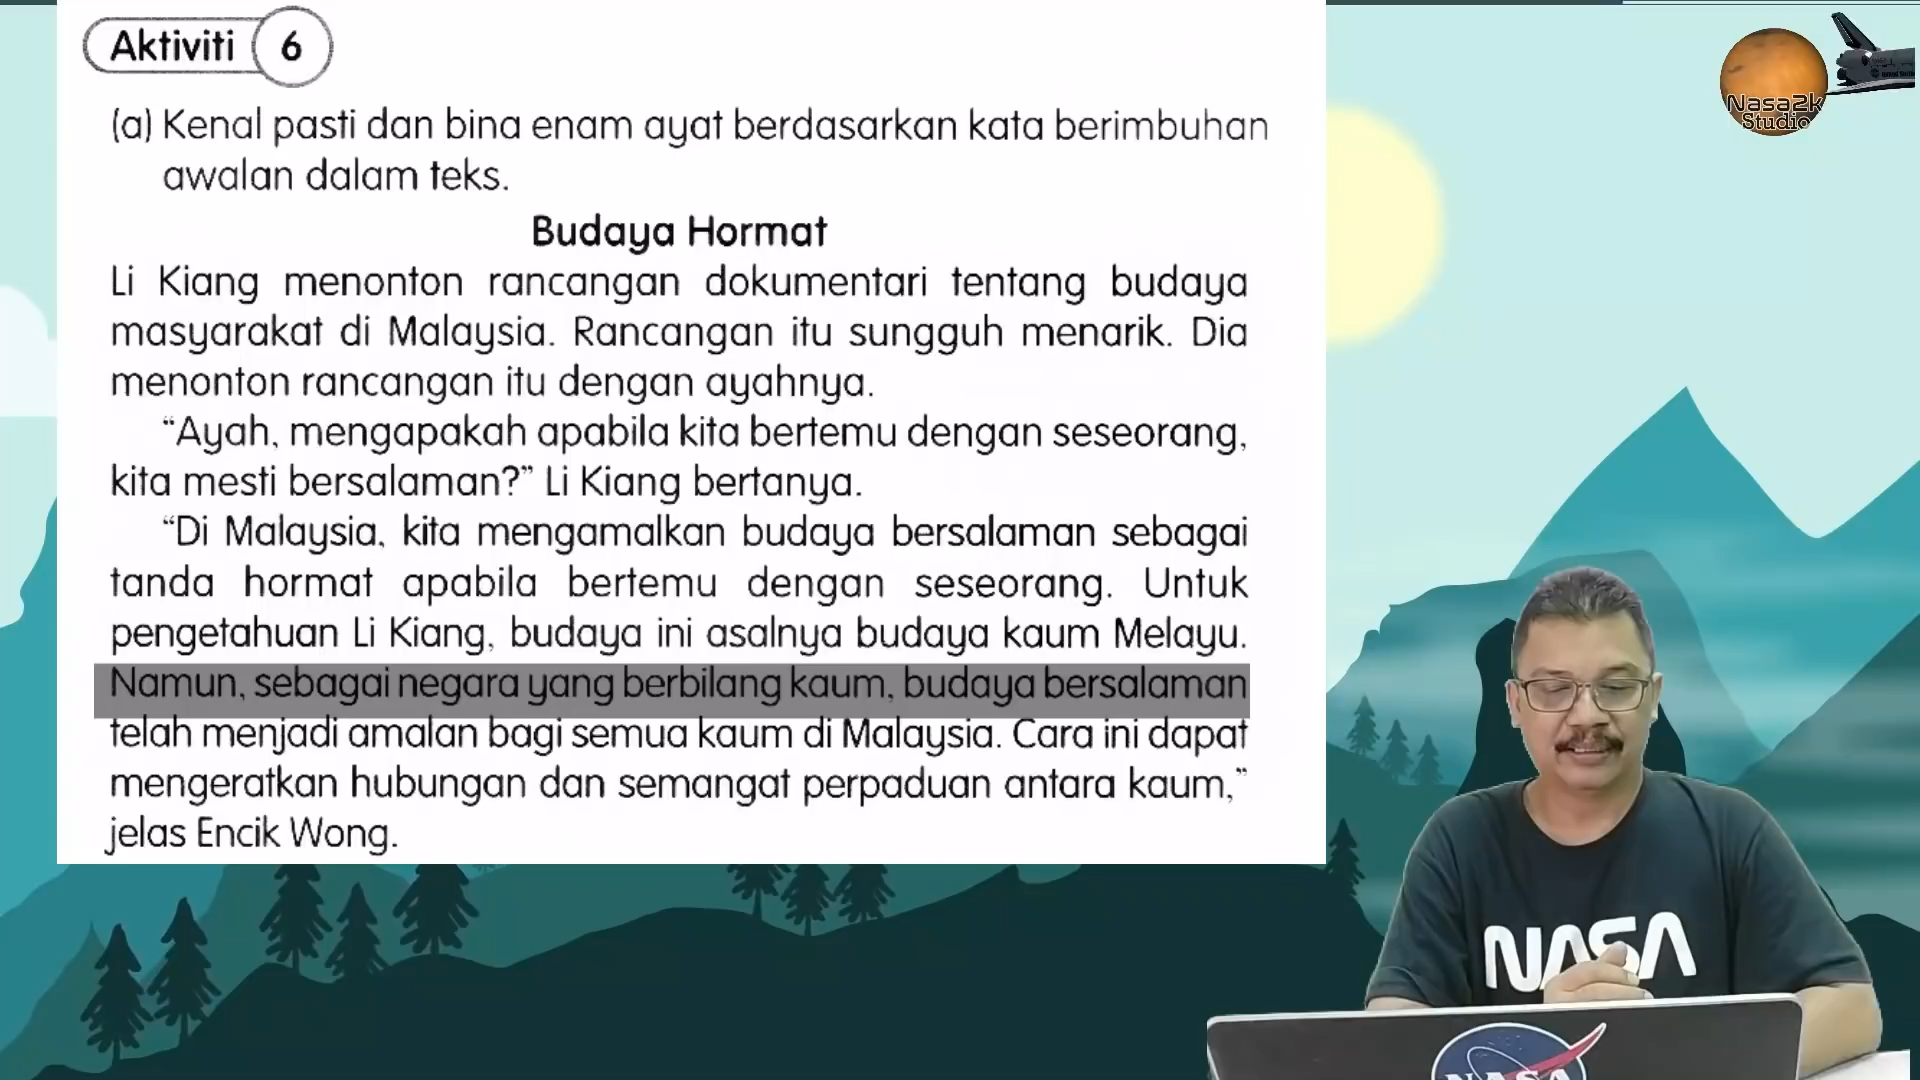 Aktiviti 6
(a) Kenal pasti dan bina enam ayat berdasarkan kata berimbuhan
awalan dalam teks.
Budaya Hormat
Li Kiang menonton rancangan dokumentari tentang budaya
masyarakat di Malaysia. Rancangan itu sungguh menarik. Dia
menonton rancangan itu dengan ayahnya.
“Ayah, mengapakah apabila kita bertemu dengan seseorang,
kita mesti bersalaman?” Li Kiang bertanya.
“Di Malaysia, kita mengamalkan budaya bersalaman sebagai
tanda hormat apabila bertemu dengan seseorang. Untuk
pengetahuan Li Kiang, budaya ini asalnya budaya kaum Melayu.
Namun, sebagai negara yang berbilang kaum, budaya bersalaman
telah menjadi amalan bagi semua kaum di Malaysia. Cara ini dapat
mengeratkan hubungan dan semangat perpaduan antara kaum,”
jelas Encik Wong.
Nasa2k
Studio
NASA
NASA